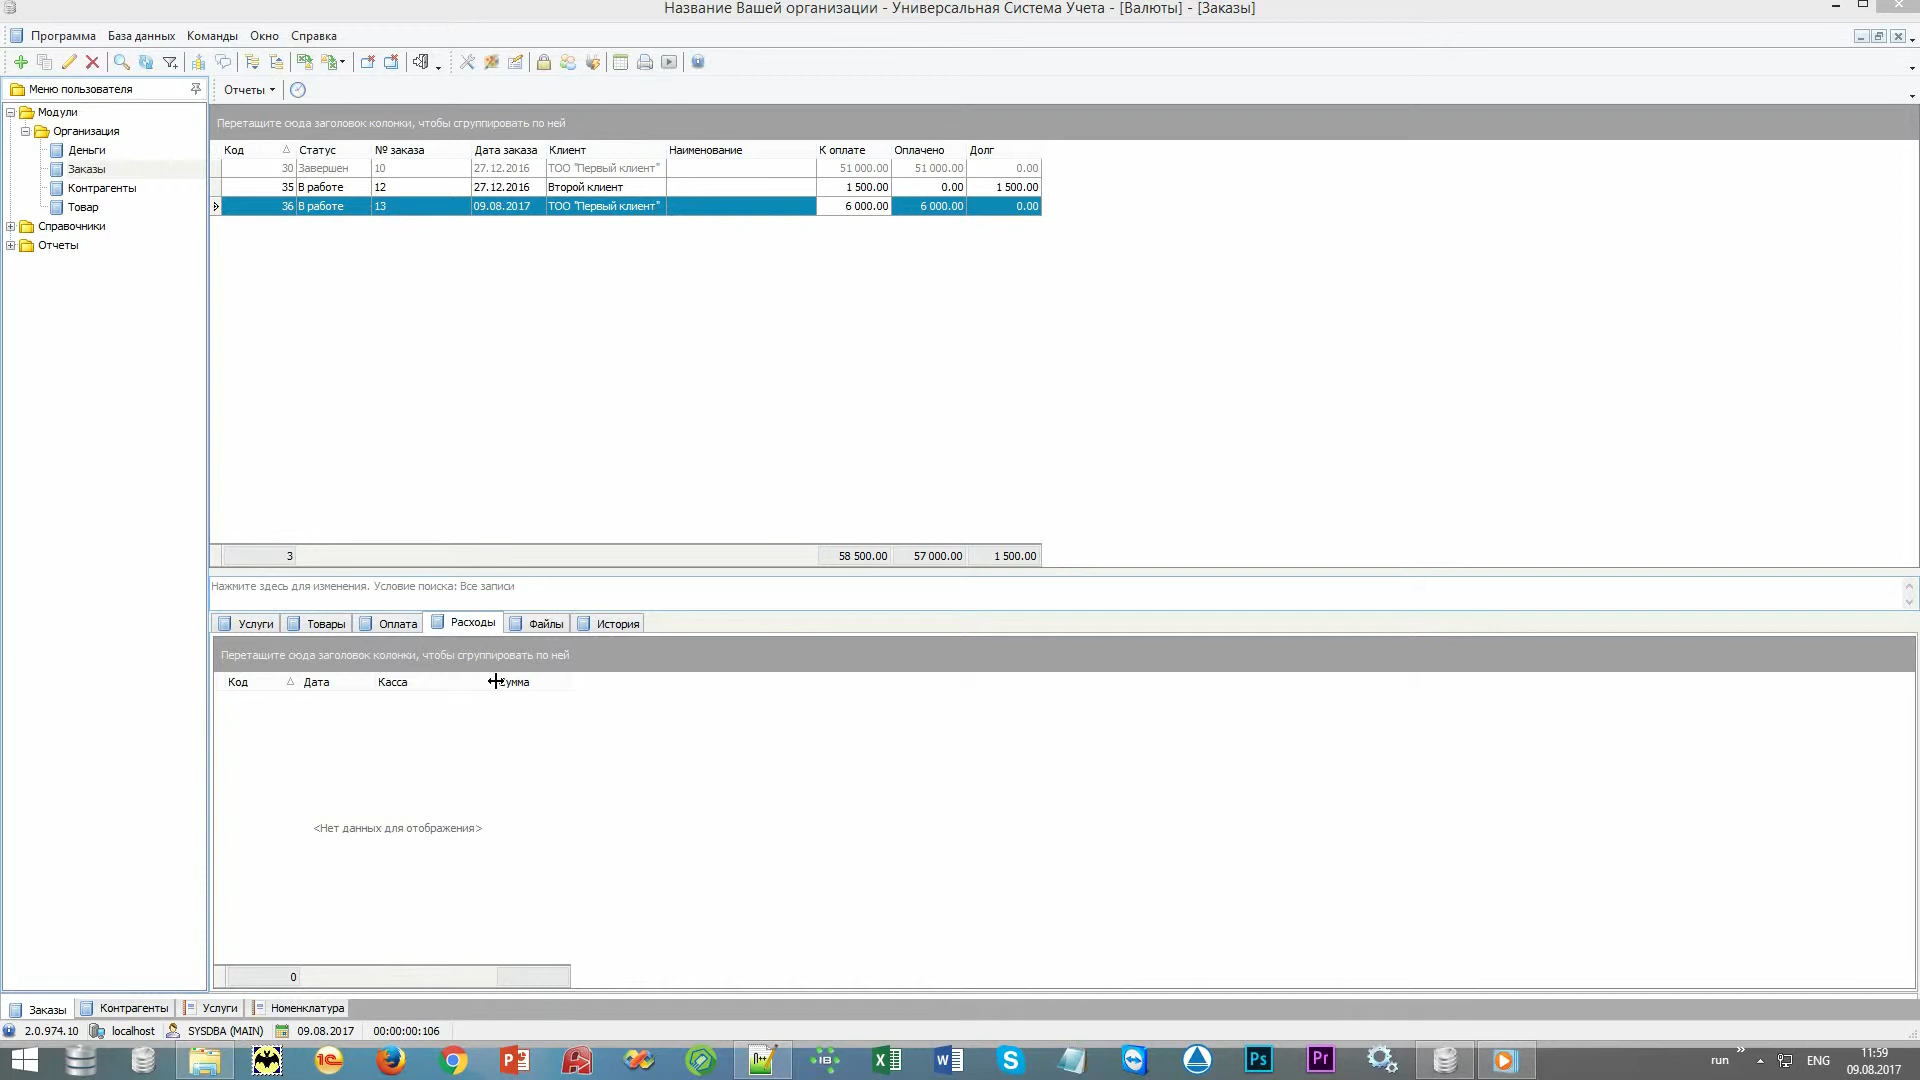 Название Вашей организации - Универсальная Система Учета - [Валюты] - [Заказы]
Программа База данных Команды Окно Справка
Меню пользователя
Отчеты
Модули
Организация
Деньги
Заказы
Контрагенты
Товар
Справочники
Отчеты
Перетащите сюда заголовок колонки, чтобы сгруппировать по ней
Код Статус № заказа Дата заказа Клиент Наименование К оплате Оплачено Долг
30 Завершен 10 27.12.2016 ТОО "Первый клиент" 51 000.00 51 000.00 0.00
35 В работе 12 27.12.2016 Второй клиент 1 500.00 0.00 1 500.00
36 В работе 13 09.08.2017 ТОО "Первый клиент" 6 000.00 6 000.00 0.00
3 58 500.00 57 000.00 1 500.00
Нажмите здесь для изменения. Условие поиска: Все записи
Услуги Товары Оплата Расходы Файлы История
Перетащите сюда заголовок колонки, чтобы сгруппировать по ней
Код Дата Касса Сумма
<Нет данных для отображения>
0
Заказы Контрагенты Услуги Номенклатура
2.0.974.10 localhost SYSDBA (MAIN) 09.08.2017 00:00:00:106
run ENG 11:59
09.08.2017